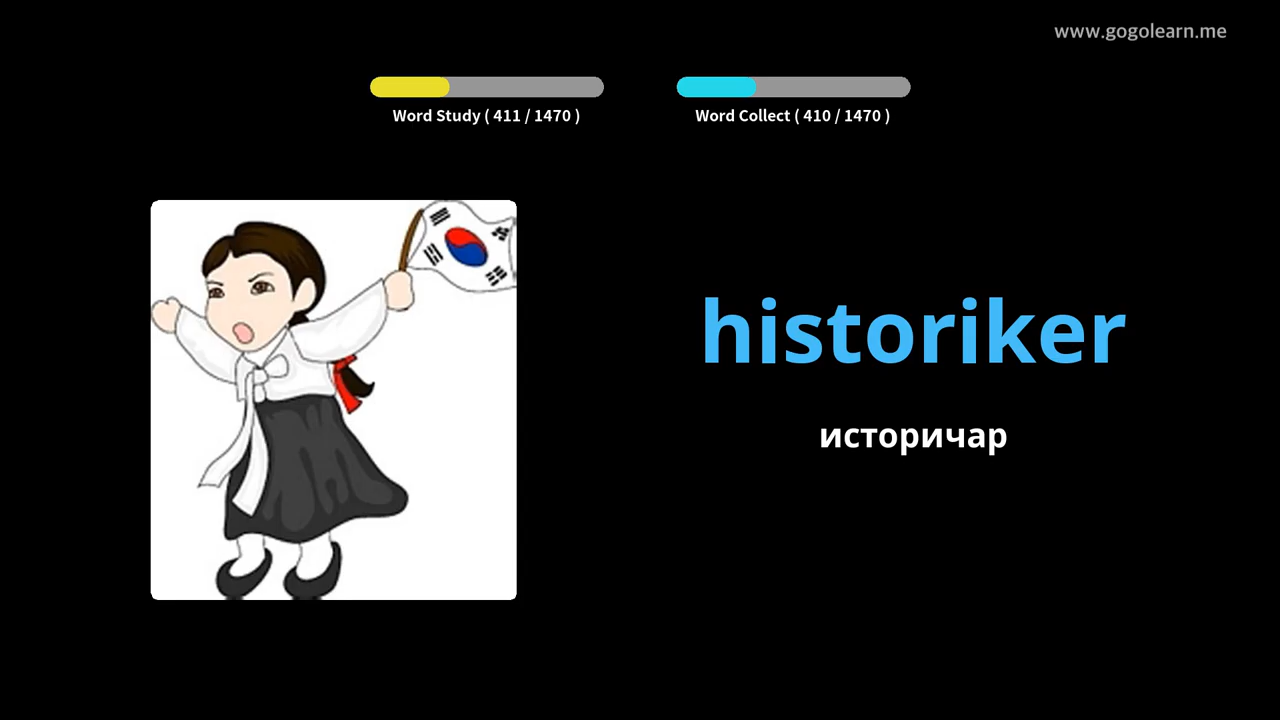 www.gogolearn.me
Word Study ( 411 / 1470 )
Word Collect ( 410 / 1470 )
historiker
историчар